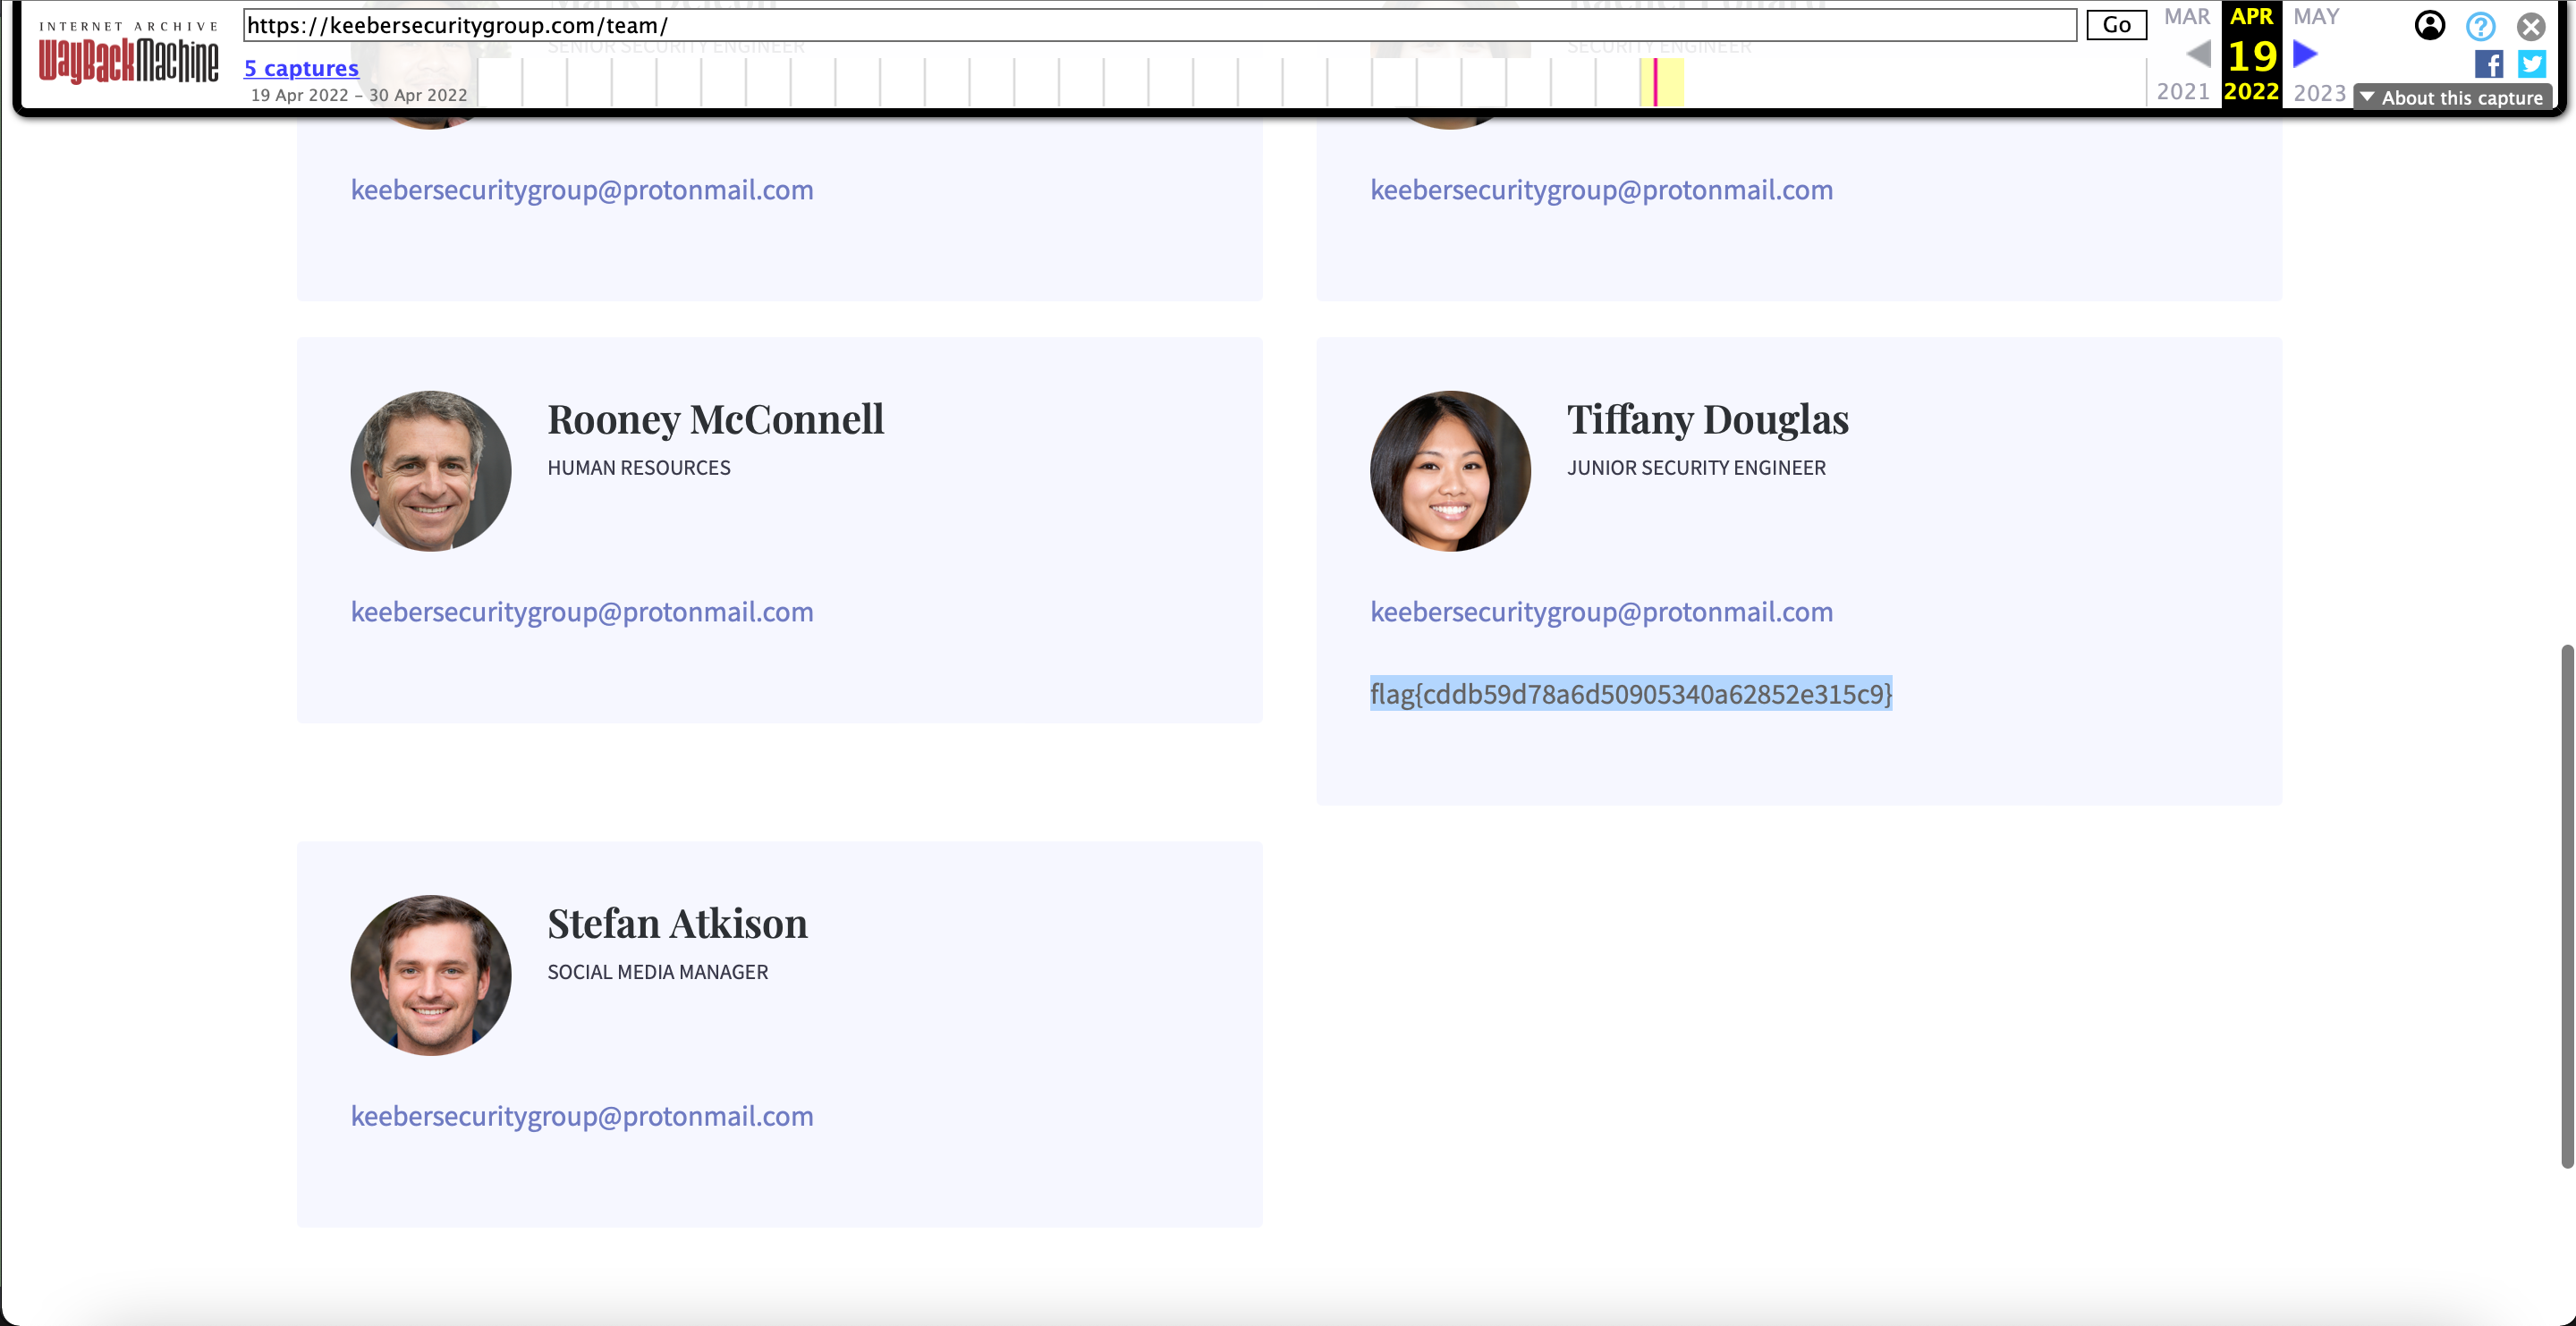 INTERNET ARCHIVE
WayBackMachine
https://keebersecuritygroup.com/team/
Go
MAR
APR
MAY
SENIOR SECURITY ENGINEER
SECURITY ENGINEER
5 captures
19
19 Apr 2022 – 30 Apr 2022
2021
2022
2023
About this capture
keebersecuritygroup@protonmail.com
keebersecuritygroup@protonmail.com
Rooney McConnell
HUMAN RESOURCES
Tiffany Douglas
JUNIOR SECURITY ENGINEER
keebersecuritygroup@protonmail.com
keebersecuritygroup@protonmail.com
flag{cddb59d78a6d50905340a62852e315c9}
Stefan Atkison
SOCIAL MEDIA MANAGER
keebersecuritygroup@protonmail.com